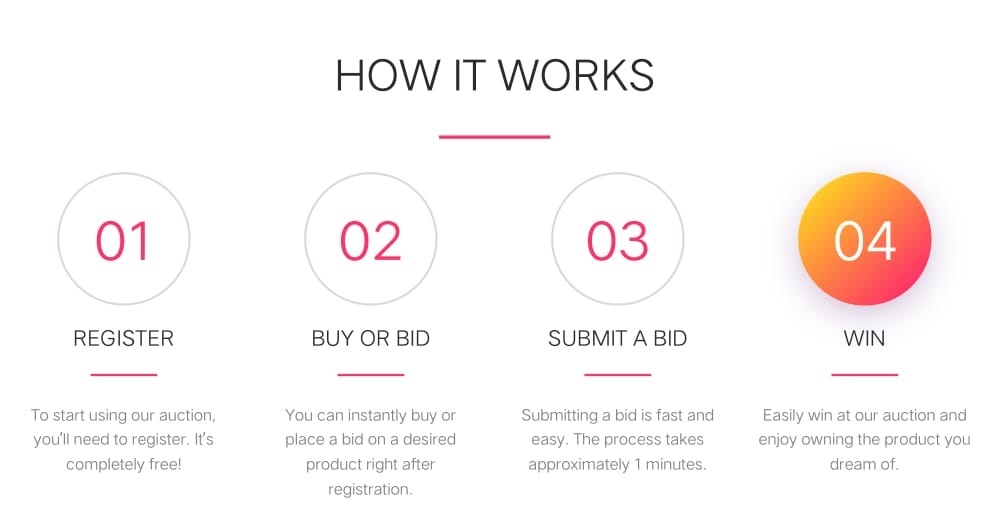 HOW IT WORKS
01
REGISTER
To start using our auction,
you'll need to register. It's
completely free!
02
BUY OR BID
You can instantly buy or
place a bid on a desired
product right after
registration.
03
SUBMIT A BID
Submitting a bid is fast and
easy. The process takes
approximately 1 minutes.
04
WIN
Easily win at our auction and
enjoy owning the product you
dream of.